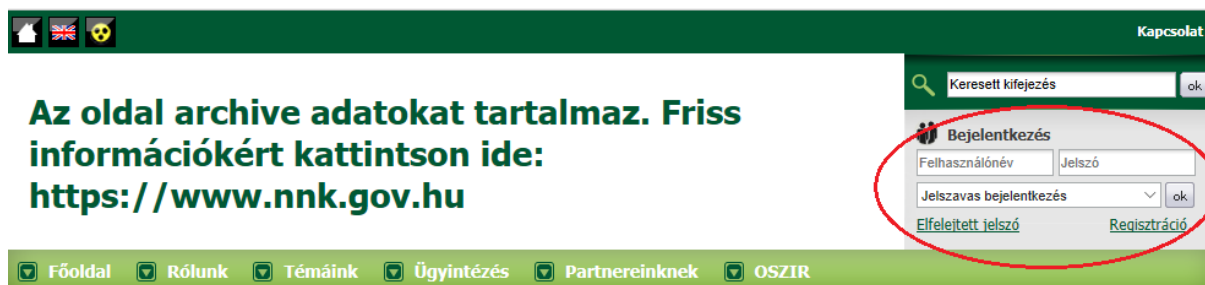 Kapcsolat
Keresett kifejezés ok
Az oldal archive adatokat tartalmaz. Friss
információkért kattintson ide:
https://www.nnk.gov.hu
Bejelentkezés
Felhasználónév Jelszó
Jelszavas bejelentkezés ok
Elfelejtett jelszó Regisztráció
Főoldal Rólunk Témáink Ügyintézés Partnereinknek OSZIR